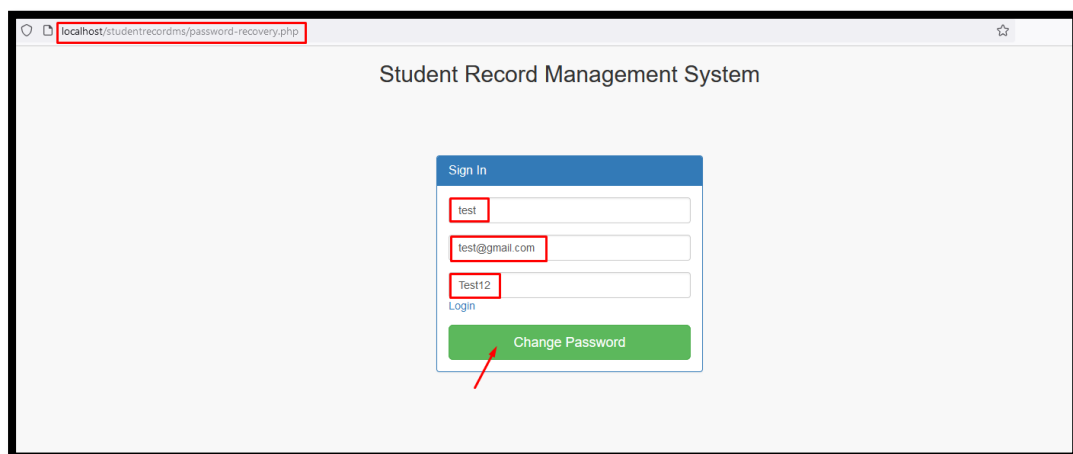 localhost/studentrecordms/password-recovery.php
Student Record Management System
Sign In
test
test@gmail.com
Test12
Login
Change Password